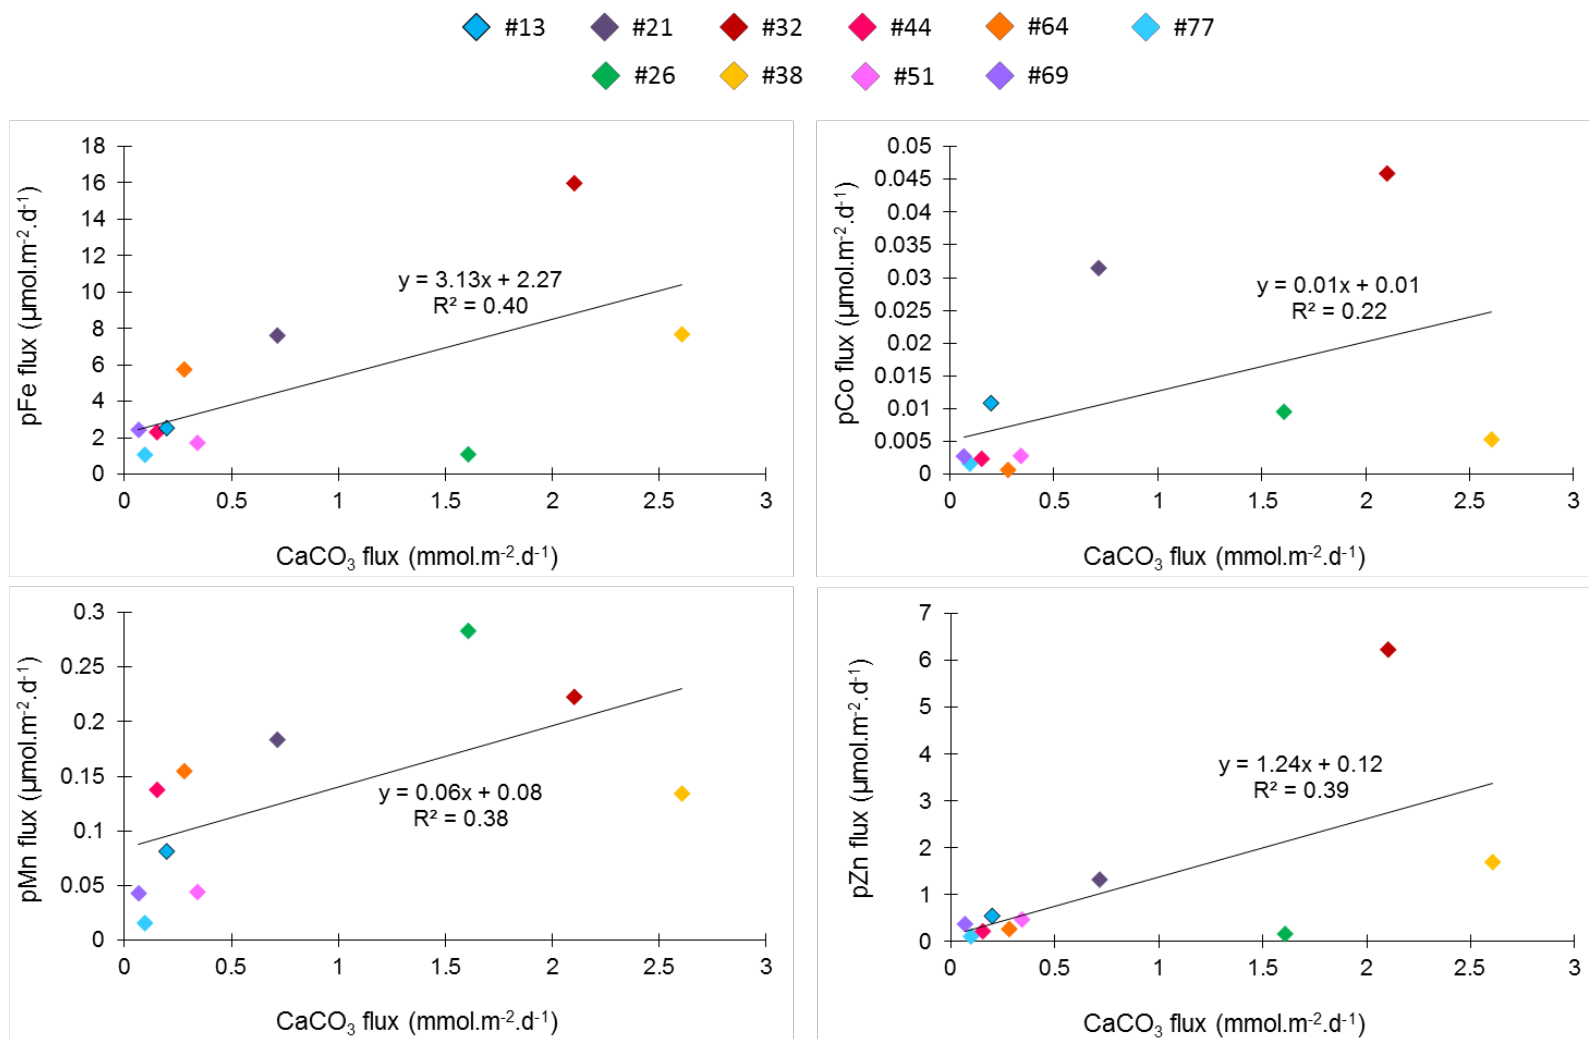 #13 #21 #32 #44 #64 #77
#26 #38 #51 #69
pFe flux (µmol.m⁻².d⁻¹)
18
16
14
12
10
8
6
4
2
0
y = 3.13x + 2.27
R² = 0.40
0 0.5 1 1.5 2 2.5 3
CaCO₃ flux (mmol.m⁻².d⁻¹)
pCo flux (µmol.m⁻².d⁻¹)
0.05
0.045
0.04
0.035
0.03
0.025
0.02
0.015
0.01
0.005
0
y = 0.01x + 0.01
R² = 0.22
0 0.5 1 1.5 2 2.5 3
CaCO₃ flux (mmol.m⁻².d⁻¹)
pMn flux (µmol.m⁻².d⁻¹)
0.3
0.25
0.2
0.15
0.1
0.05
0
y = 0.06x + 0.08
R² = 0.38
0 0.5 1 1.5 2 2.5 3
CaCO₃ flux (mmol.m⁻².d⁻¹)
pZn flux (µmol.m⁻².d⁻¹)
7
6
5
4
3
2
1
0
y = 1.24x + 0.12
R² = 0.39
0 0.5 1 1.5 2 2.5 3
CaCO₃ flux (mmol.m⁻².d⁻¹)